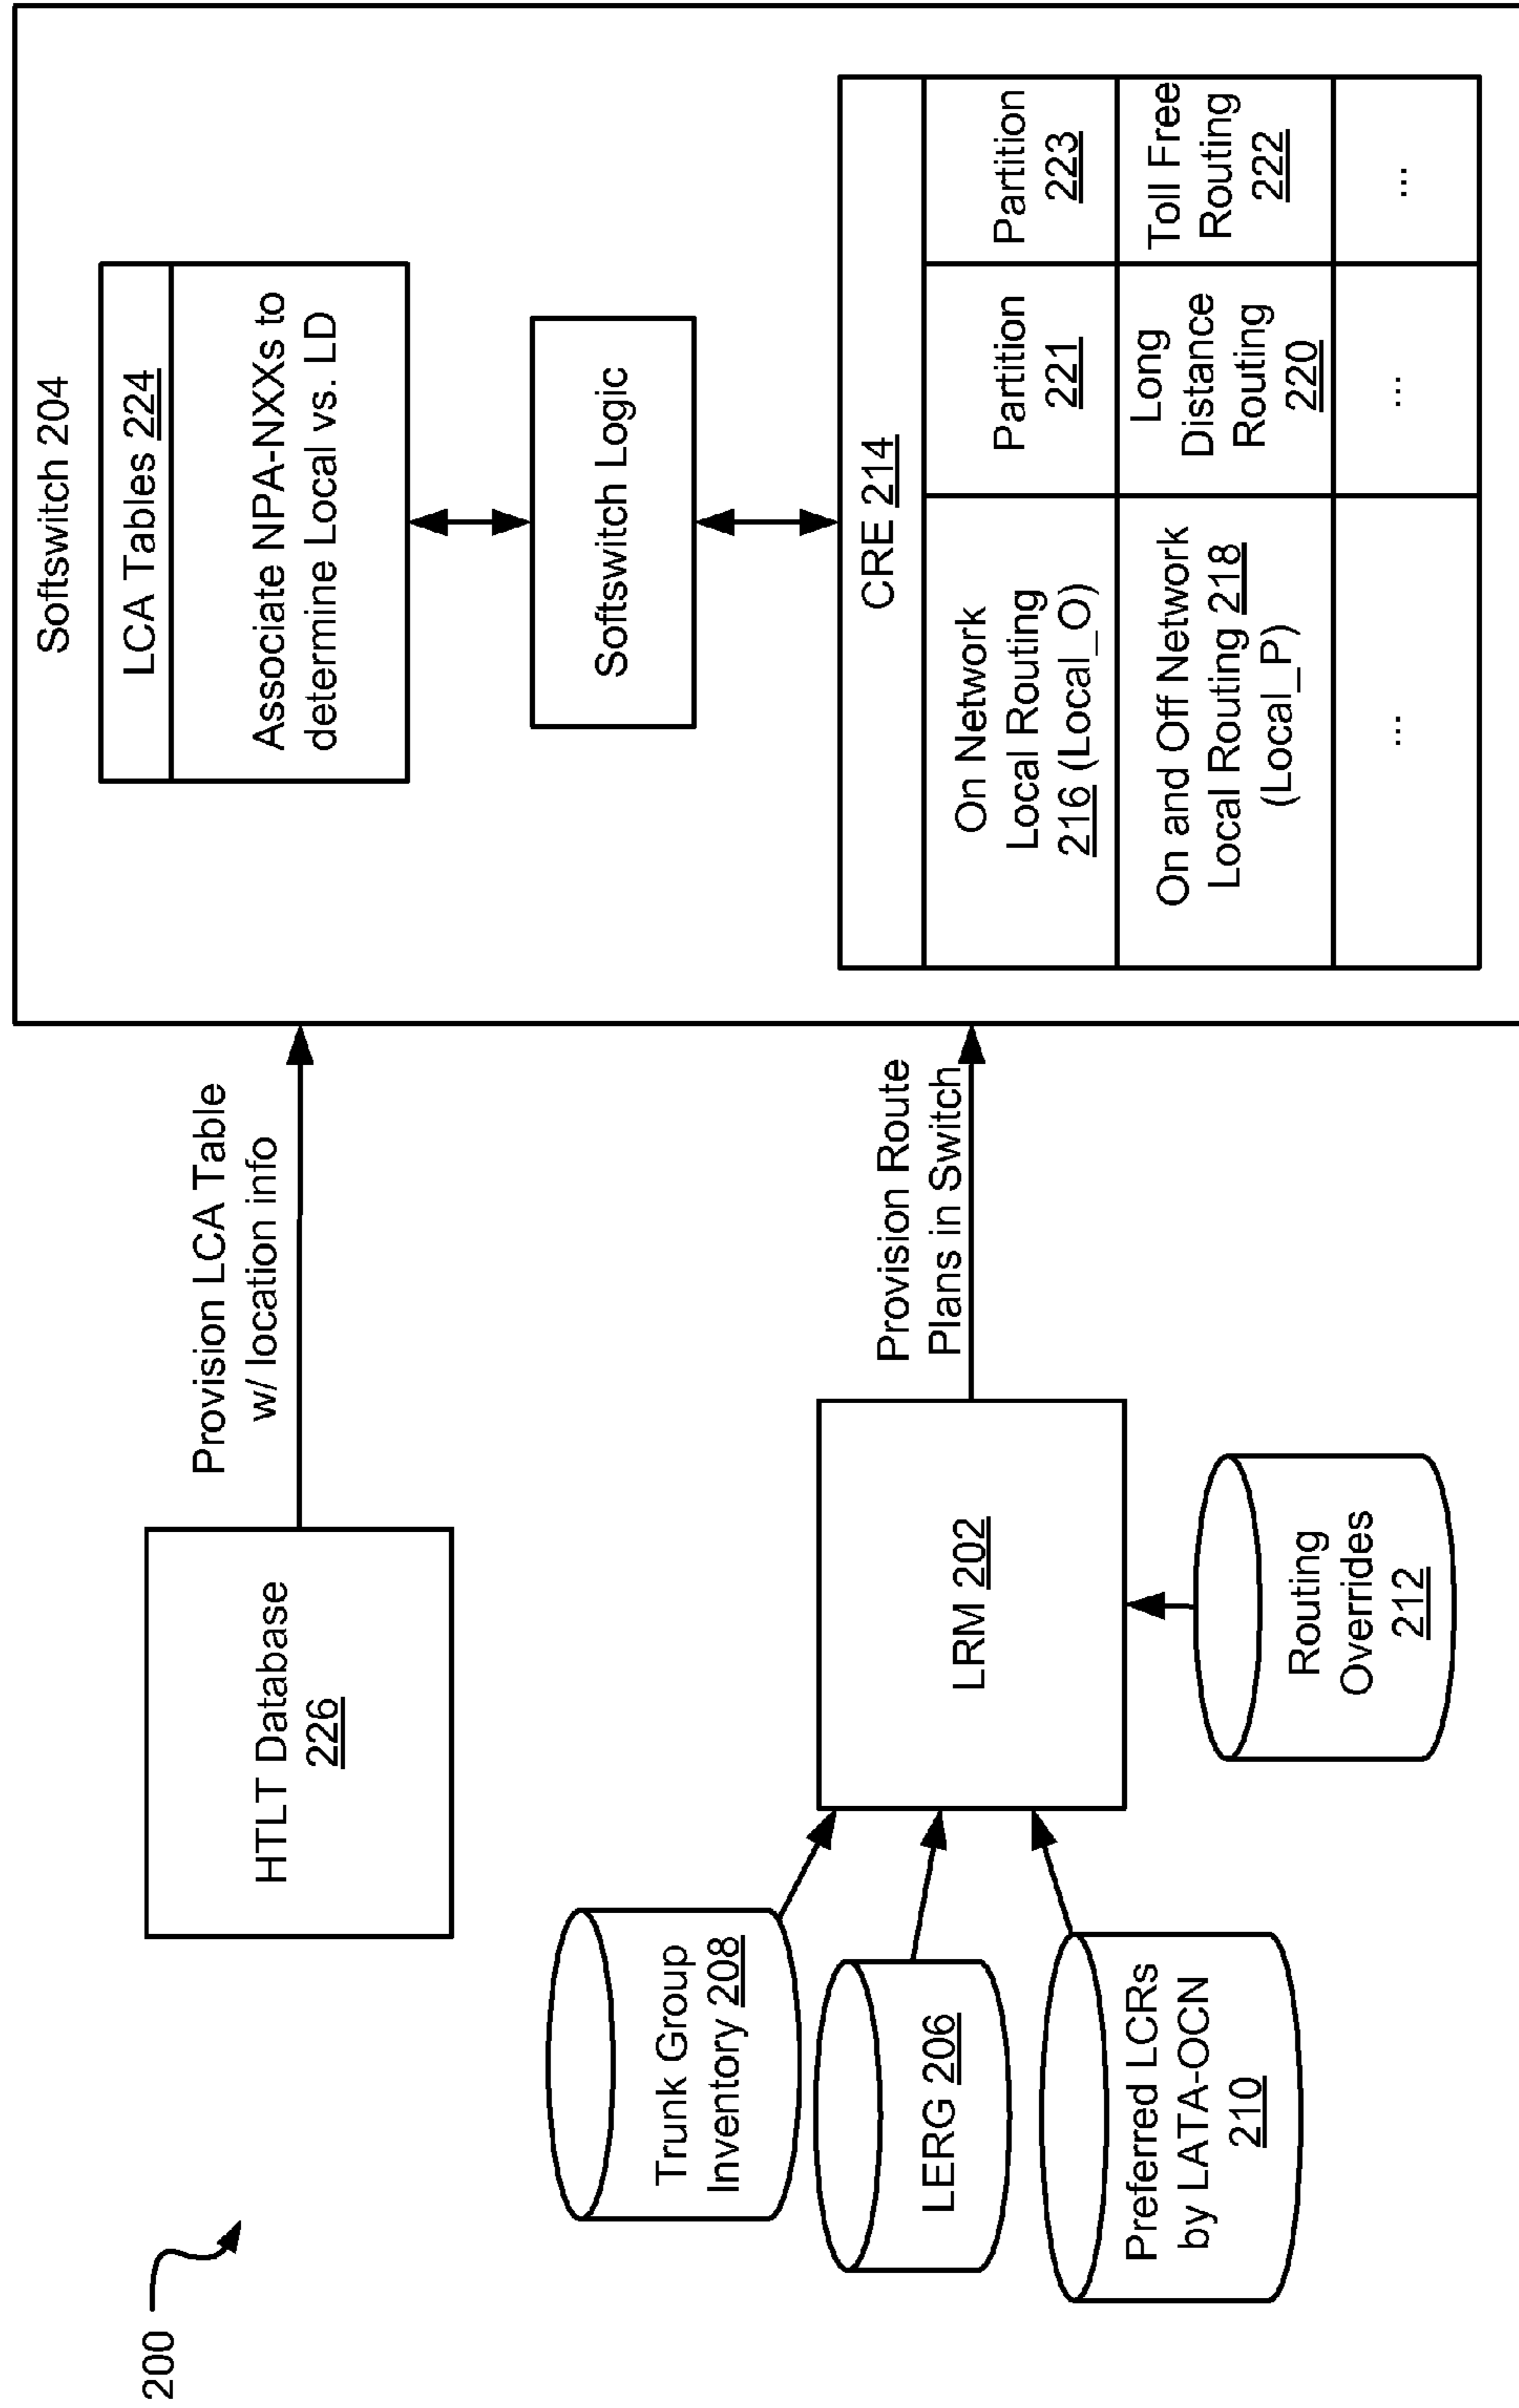 200
HTLT Database
226
Provision LCA Table
w/ location info
Softswitch 204
LCA Tables 224
Associate NPA-NXXs to
determine Local vs. LD
Softswitch Logic
Trunk Group
Inventory 208
LERG 206
Preferred LCRs
by LATA-OCN
210
LRM 202
Routing
Overrides
212
Provision Route
Plans in Switch
CRE 214
On Network
Local Routing
216 (Local_O)
Partition
221
Partition
223
On and Off Network
Local Routing 218
(Local_P)
Long
Distance
Routing
220
Toll Free
Routing
222
...
...
...